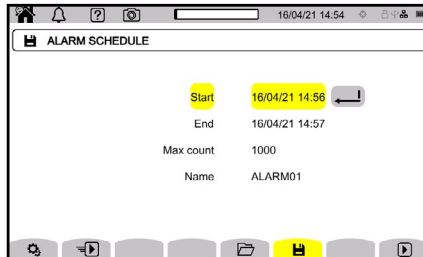 16/04/21 14:54
ALARM SCHEDULE
Start 16/04/21 14:56
End 16/04/21 14:57
Max count 1000
Name ALARM01